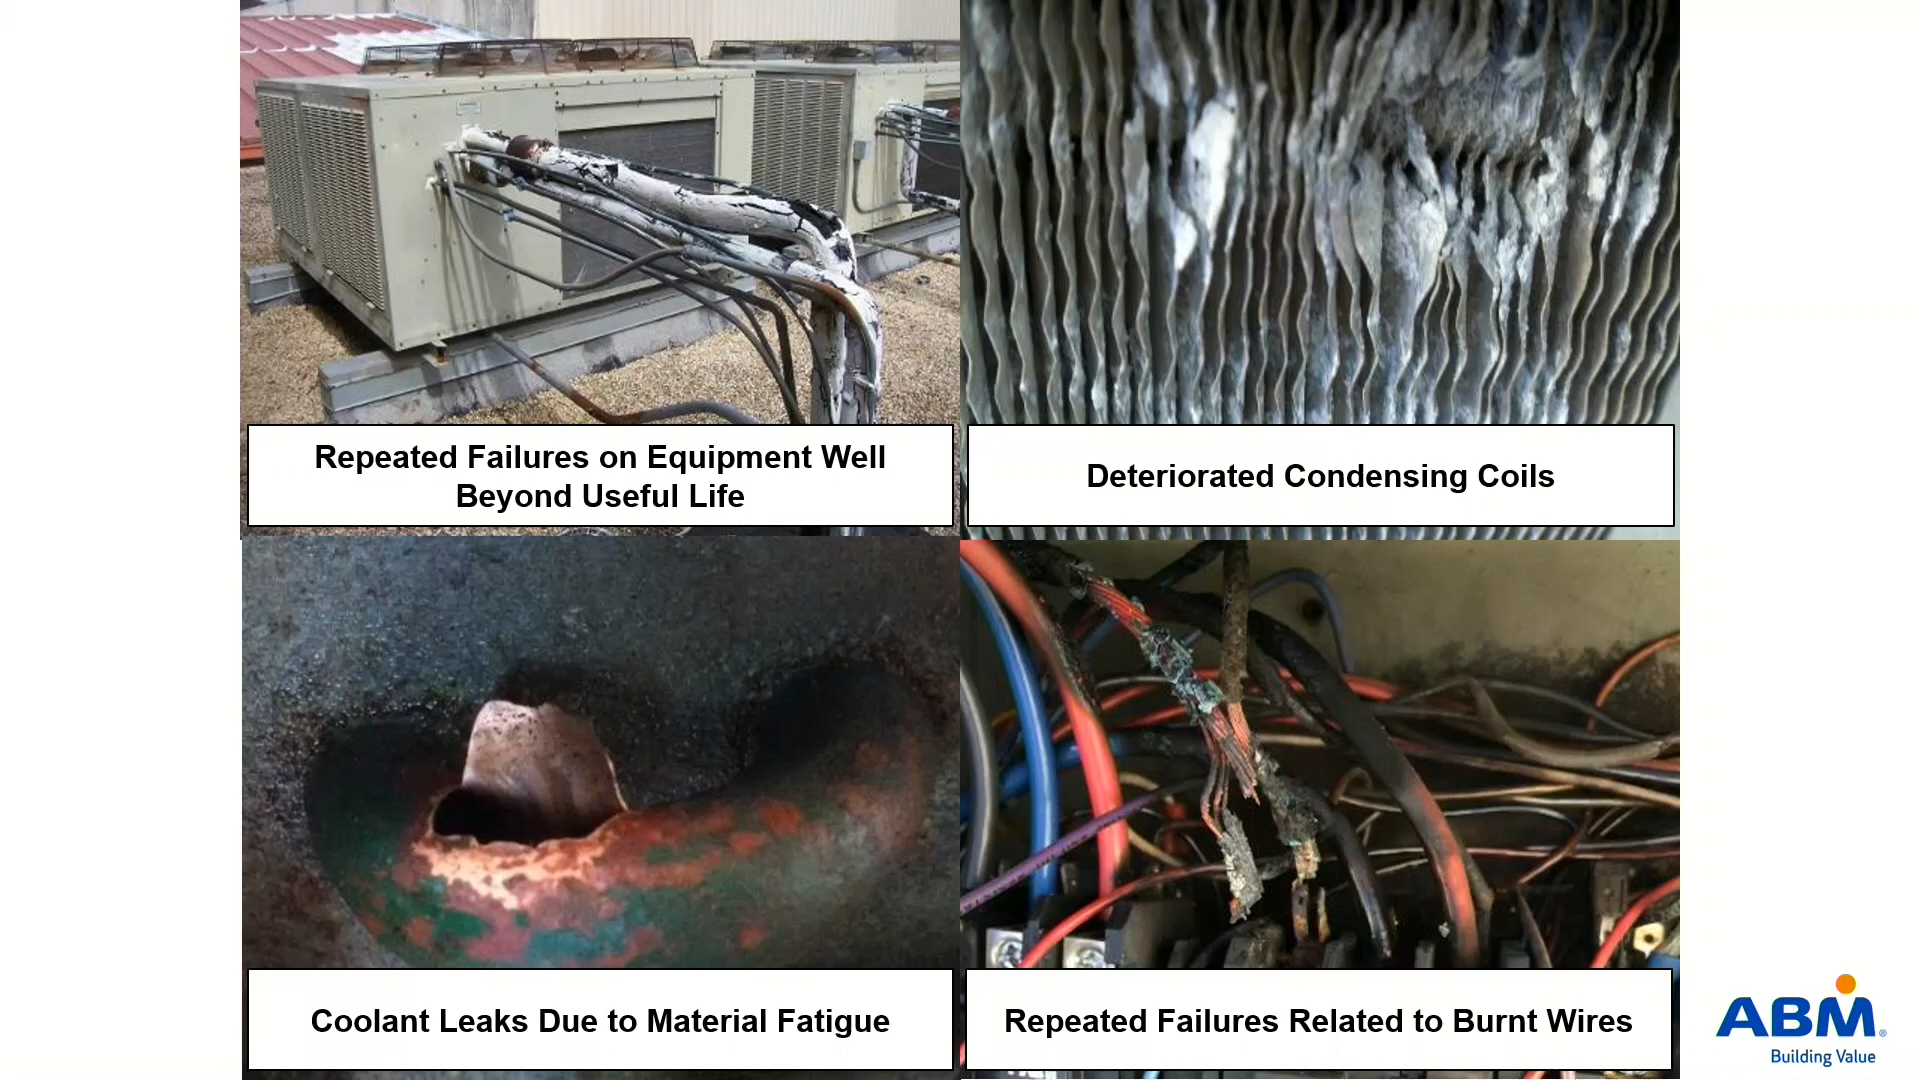 Repeated Failures on Equipment Well
Beyond Useful Life
Deteriorated Condensing Coils
Coolant Leaks Due to Material Fatigue
Repeated Failures Related to Burnt Wires
ABM®
Building Value